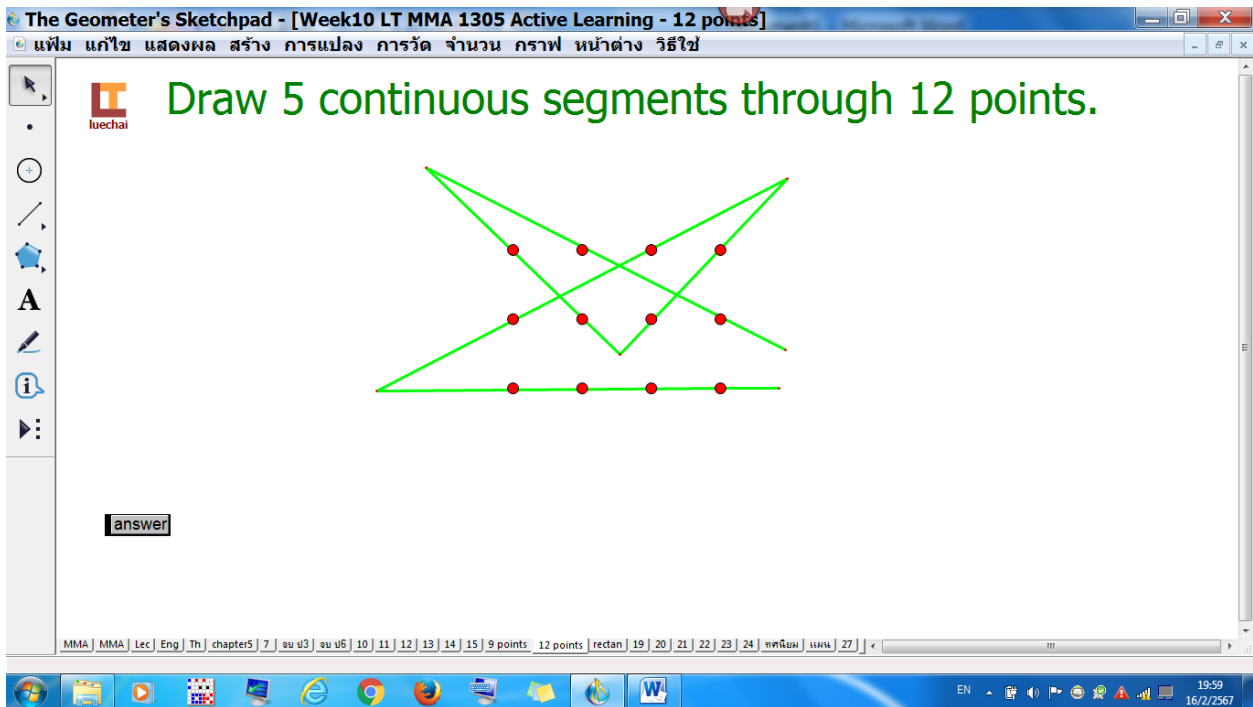 The Geometer's Sketchpad - [Week10 LT MMA 1305 Active Learning - 12 points]
แฟ้ม แก้ไข แสดงผล สร้าง การแปลง การวัด จำนวน กราฟ หน้าต่าง วิธีใช้
LT
luechai
Draw 5 continuous segments through 12 points.
A
answer
MMA MMA Lec Eng Th chapter5 7 จบ ป3 จบ ป6 10 11 12 13 14 15 9 points 12 points rectan 19 20 21 22 23 24 ทศนิยม 27
EN 19:59
16/2/2567